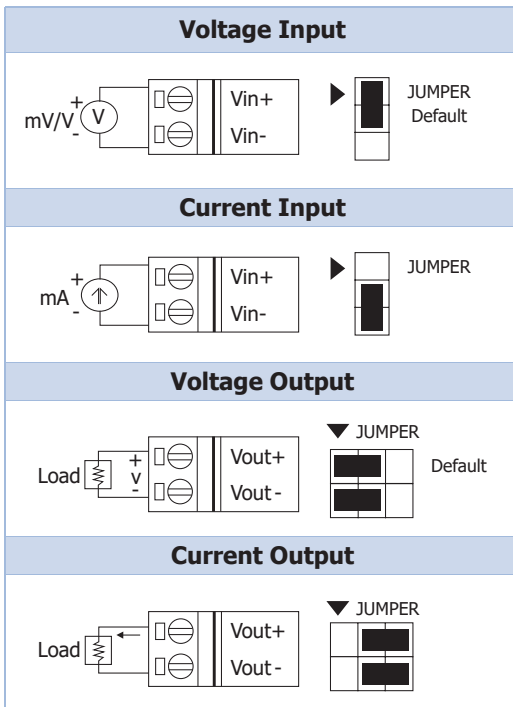 Voltage Input
mV/V
+
-
V
Vin+
Vin-
JUMPER
Default
Current Input
mA
+
-
Vin+
Vin-
JUMPER
Voltage Output
Load
+
V
-
Vout+
Vout-
JUMPER
Default
Current Output
Load
Vout+
Vout-
JUMPER